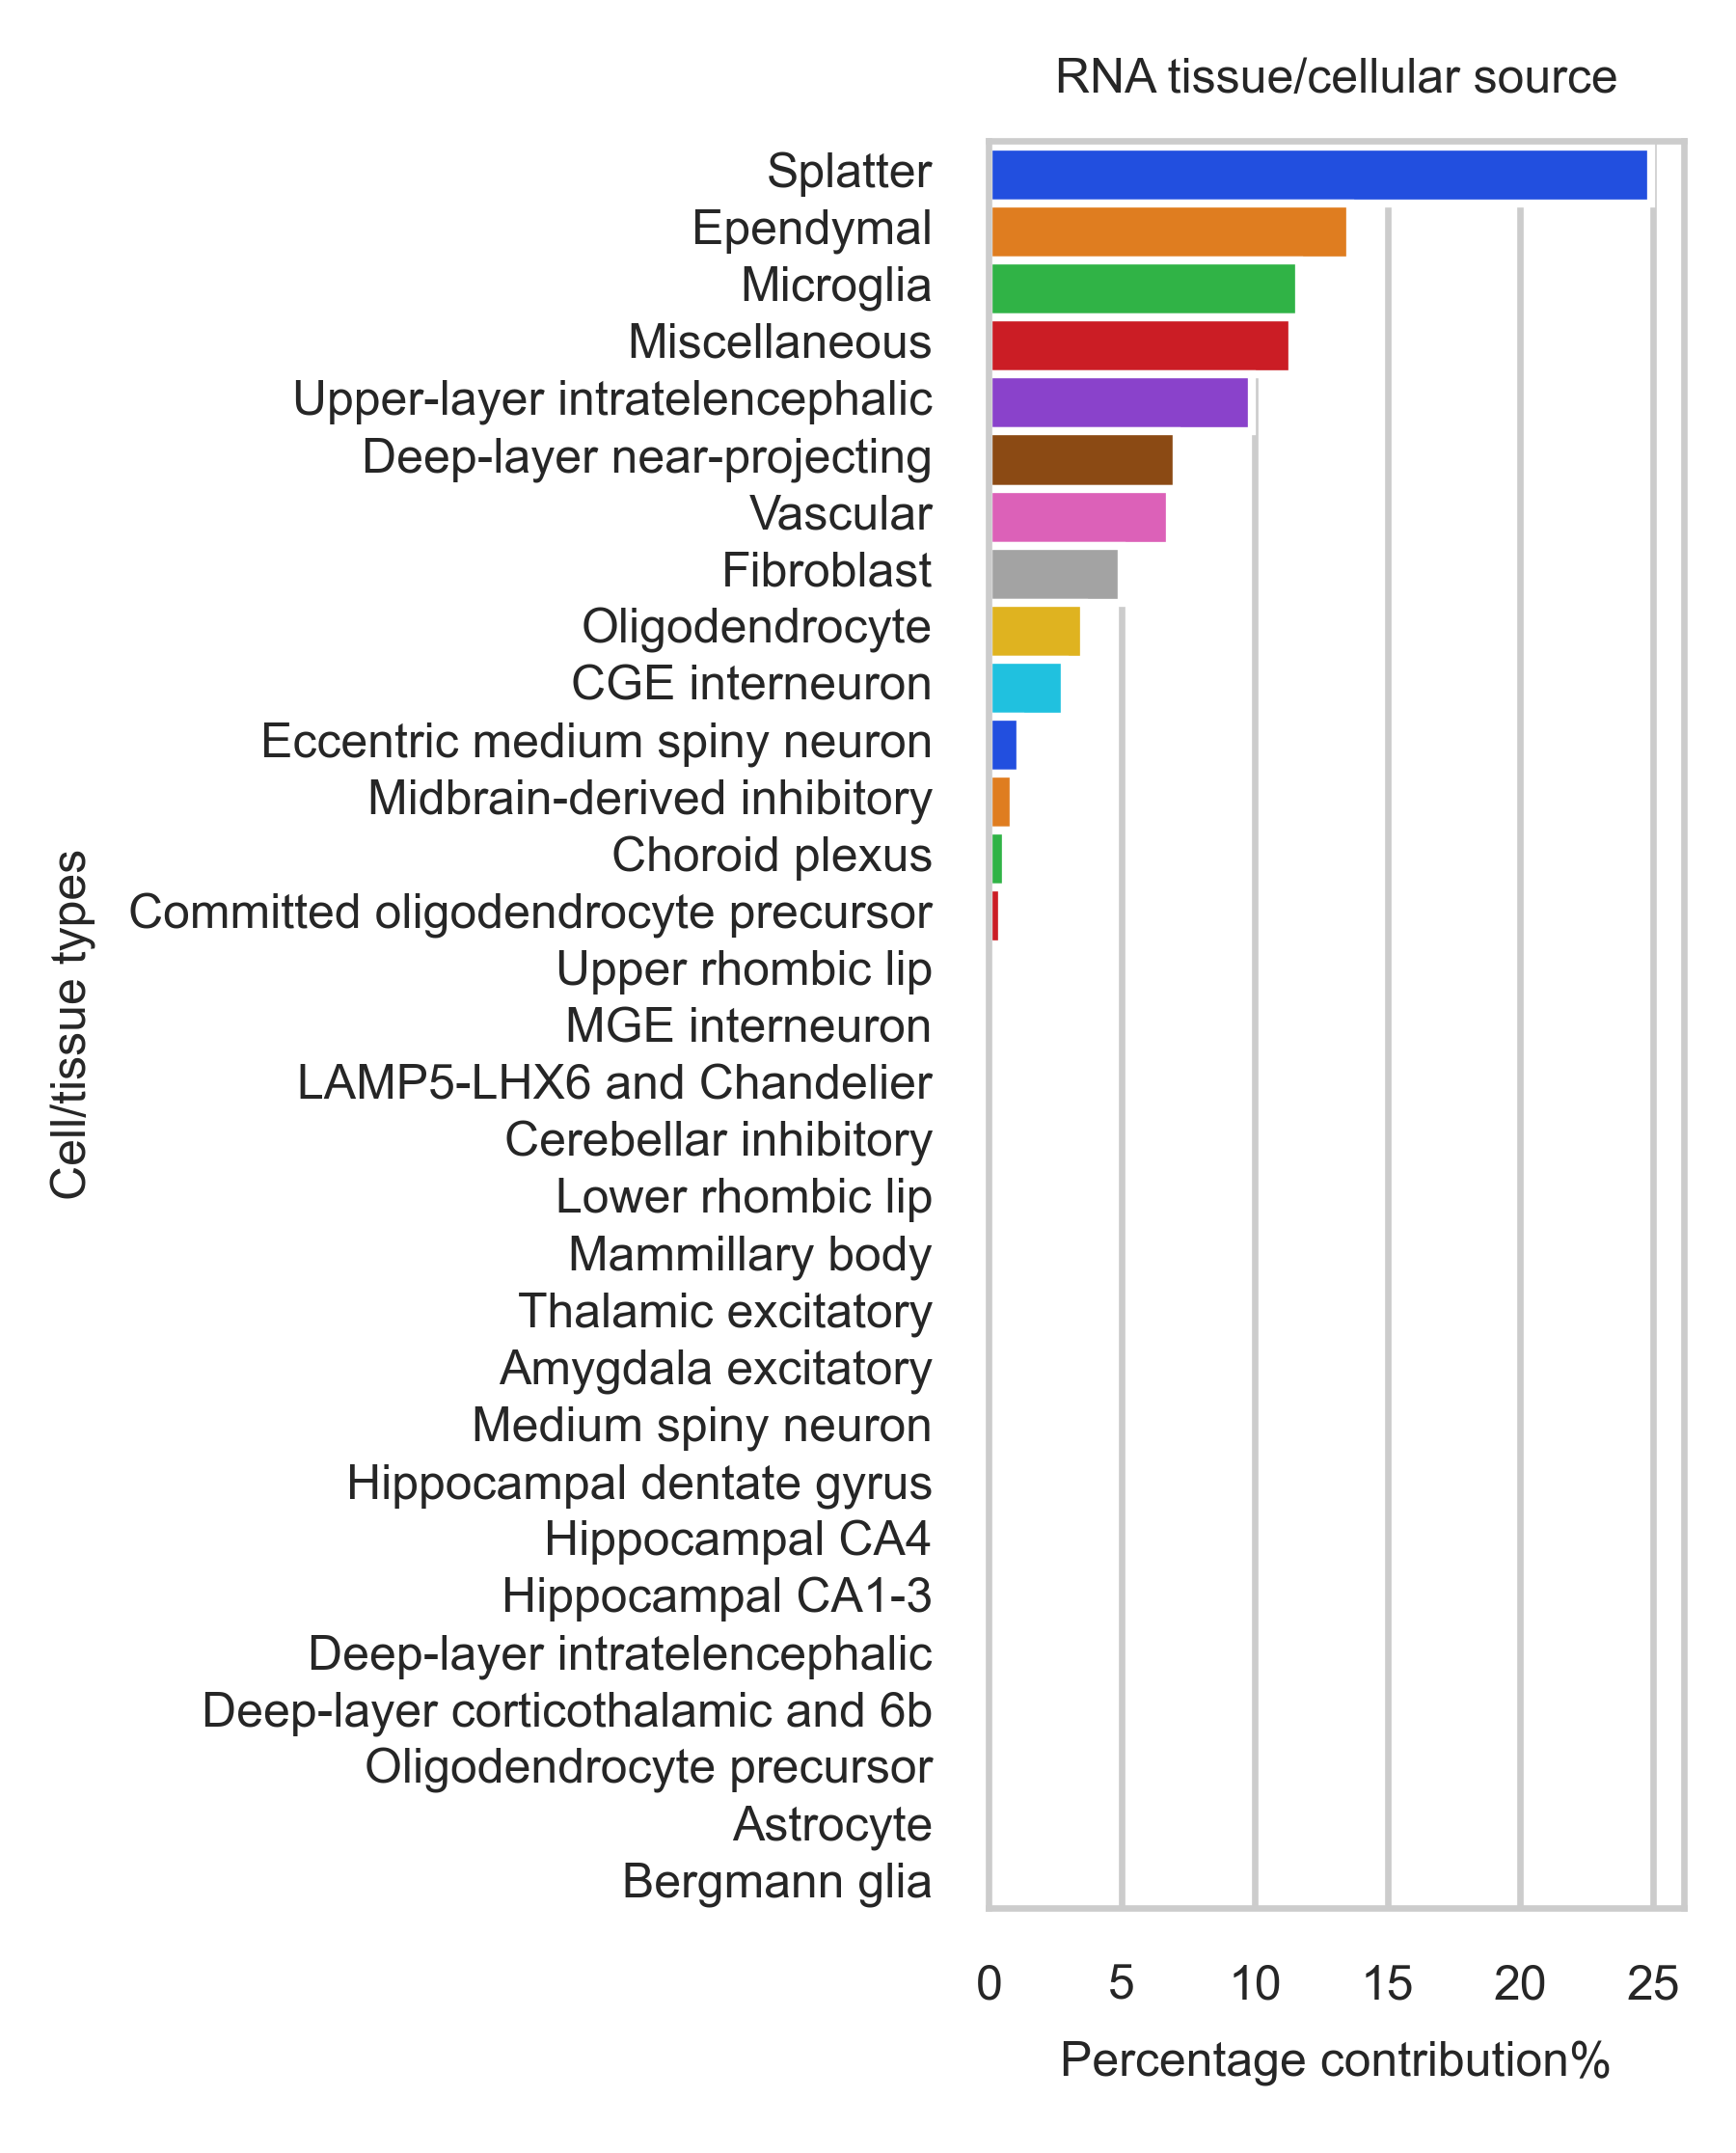 RNA tissue/cellular source
Splatter
Ependymal
Microglia
Miscellaneous
Upper-layer intratelencephalic
Deep-layer near-projecting
Vascular
Fibroblast
Oligodendrocyte
CGE interneuron
Eccentric medium spiny neuron
Midbrain-derived inhibitory
Choroid plexus
Committed oligodendrocyte precursor
Upper rhombic lip
MGE interneuron
LAMP5-LHX6 and Chandelier
Cerebellar inhibitory
Lower rhombic lip
Mammillary body
Thalamic excitatory
Amygdala excitatory
Medium spiny neuron
Hippocampal dentate gyrus
Hippocampal CA4
Hippocampal CA1-3
Deep-layer intratelencephalic
Deep-layer corticothalamic and 6b
Oligodendrocyte precursor
Astrocyte
Bergmann glia
Cell/tissue types
0 5 10 15 20 25
Percentage contribution%